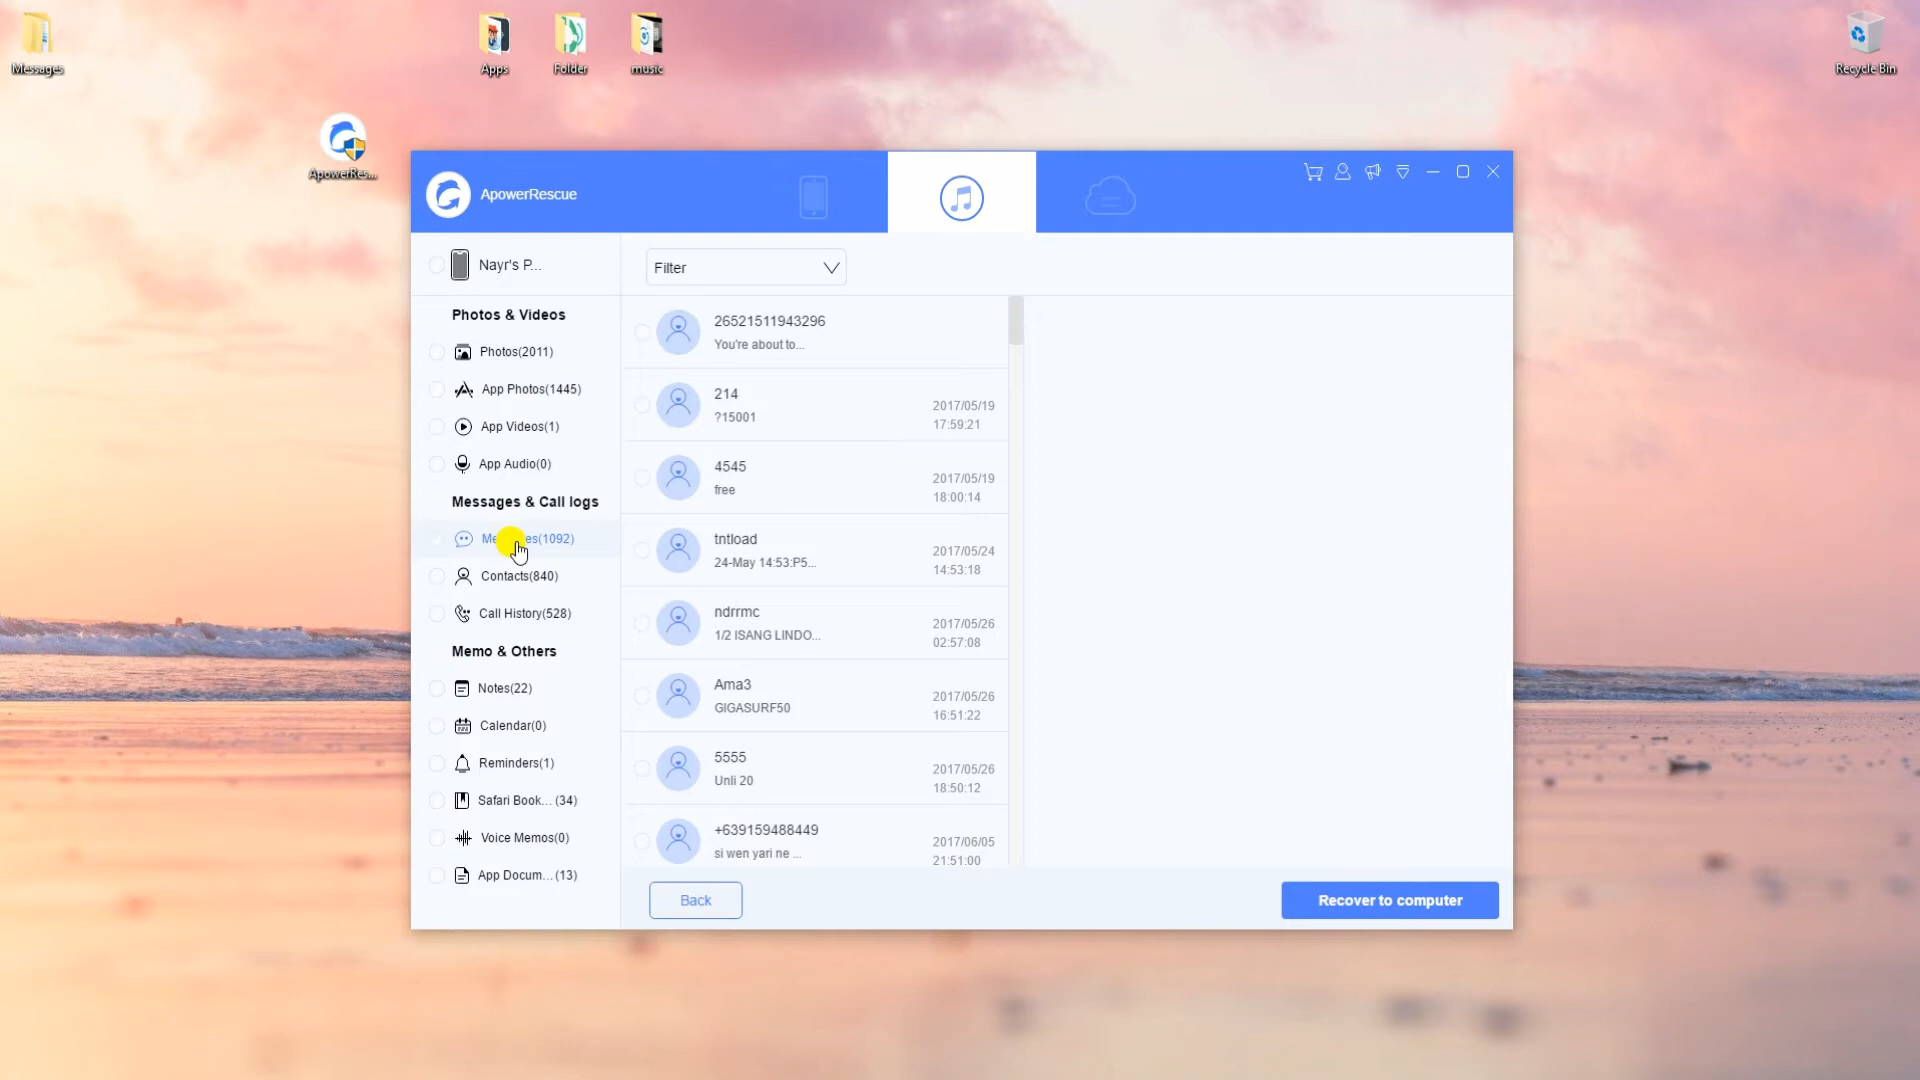 Messages
Apps
Folder
music
Recycle Bin
ApowerRes...
ApowerRescue
Nayr's P...
Filter
Photos & Videos
Photos(2011)
App Photos(1445)
App Videos(1)
App Audio(0)
Messages & Call logs
Messages(1092)
Contacts(840)
Call History(528)
Memo & Others
Notes(22)
Calendar(0)
Reminders(1)
Safari Book... (34)
Voice Memos(0)
App Docum... (13)
26521511943296
You're about to...
214
?15001
2017/05/19
17:59:21
4545
free
2017/05/19
18:00:14
tntload
24-May 14:53:P5...
2017/05/24
14:53:18
ndrrmc
1/2 ISANG LINDO...
2017/05/26
02:57:08
Ama3
GIGASURF50
2017/05/26
16:51:22
5555
Unli 20
2017/05/26
18:50:12
+639159488449
si wen yari ne ...
2017/06/05
21:51:00
Back
Recover to computer